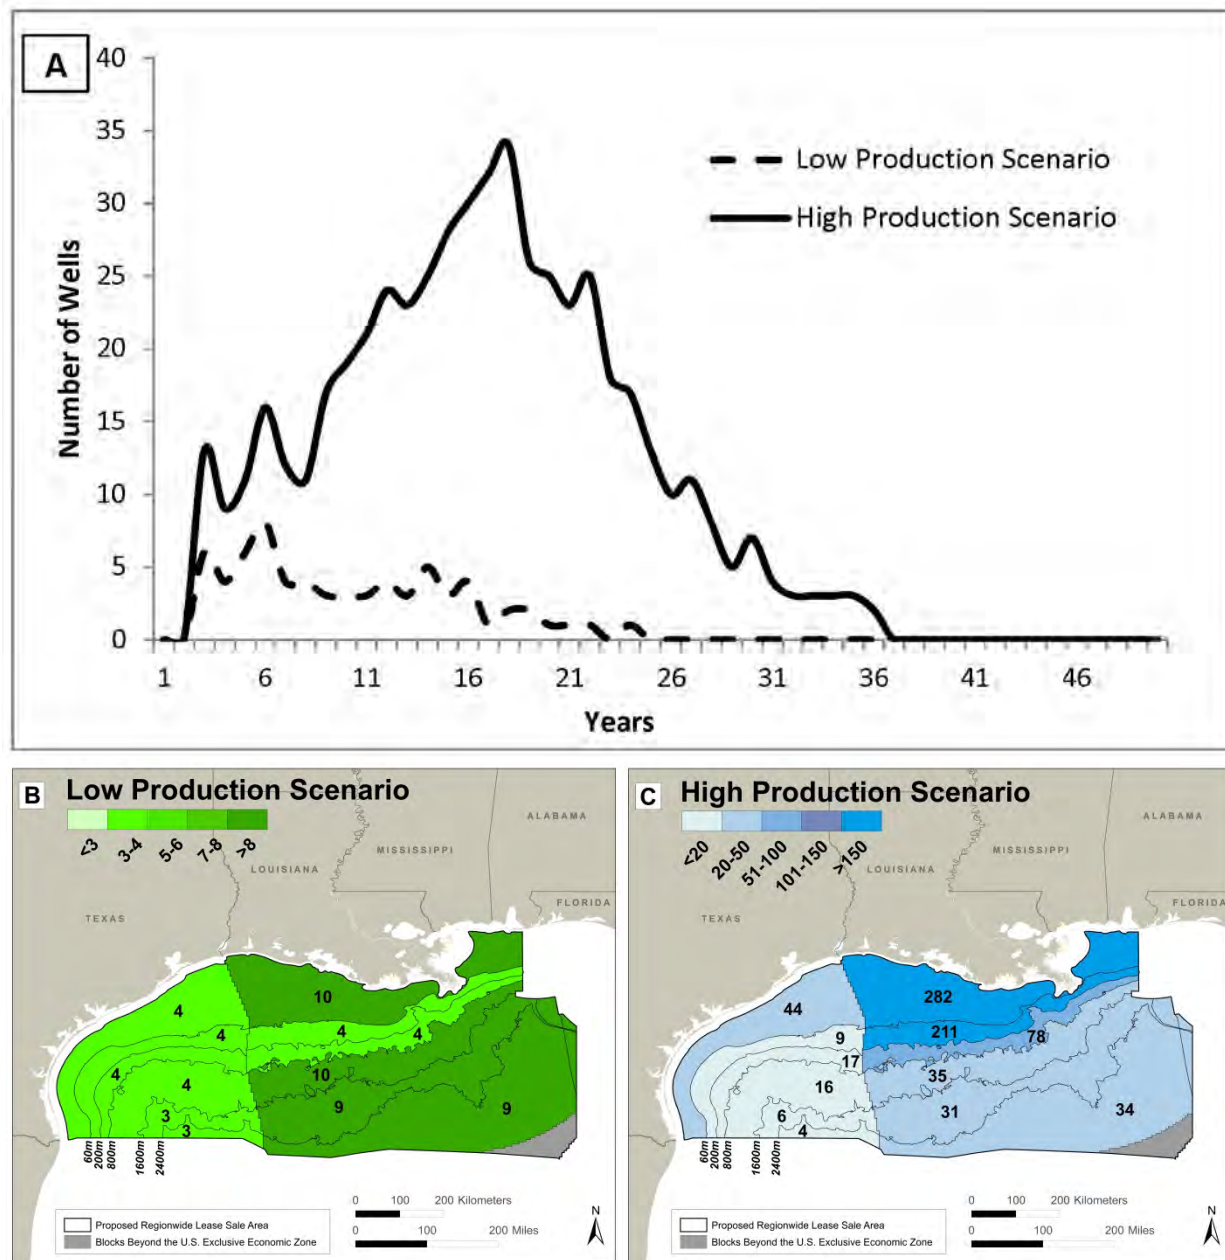 A
40
35
30
25
20
15
10
5
0
Number of Wells
Low Production Scenario
High Production Scenario
1 6 11 16 21 26 31 36 41 46
Years
B Low Production Scenario
<3 3-4 5-6 7-8 >8
ALABAMA
MISSISSIPPI
LOUISIANA
FLORIDA
TEXAS
10
4
4 4 4
4 10
4
9 9
3
3
60m 200m 800m 1600m 2400m
0 100 200 Kilometers
0 100 200 Miles
N
Proposed Regionwide Lease Sale Area
Blocks Beyond the U.S. Exclusive Economic Zone
C High Production Scenario
<20 20-50 51-100 101-150 >150
ALABAMA
MISSISSIPPI
LOUISIANA
FLORIDA
TEXAS
282
44
9 211 78
17 35
16
6 31 34
4
60m 200m 800m 1600m 2400m
0 100 200 Kilometers
0 100 200 Miles
N
Proposed Regionwide Lease Sale Area
Blocks Beyond the U.S. Exclusive Economic Zone